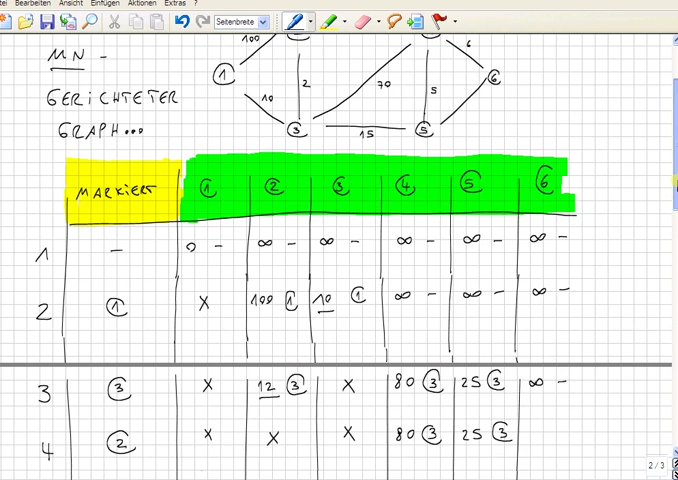 Bearbeiten Ansicht Einfügen Aktionen Extras ?
Seitenbreite
MN -
GERICHTETER
GRAPH...
100
6
1
2
70
6
10
5
3
15
5
MARKIERT 1 2 3 4 5 6
1 - 0 - ∞ - ∞ - ∞ - ∞ - ∞ -
2 1 X 100 1 10 1 ∞ - ∞ - ∞ -
3 3 X 12 3 X 80 3 25 3 ∞ -
4 2 X X X 80 3 25 3
2/3